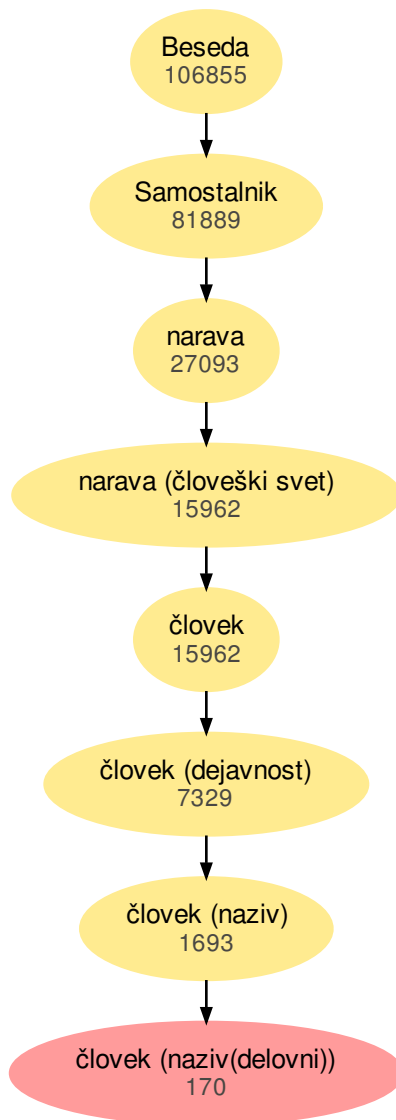 Beseda
106855
Samostalnik
81889
narava
27093
narava (človeški svet)
15962
človek
15962
človek (dejavnost)
7329
človek (naziv)
1693
človek (naziv(delovni))
170